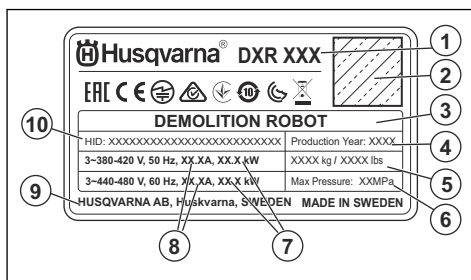 Husqvarna® DXR XXX 1
2
EAC CE 10
DEMOLITION ROBOT 3
10 HID: XXXXXXXXXXXXXXXXXXXXXXXXXX Production Year: XXXX 4
3~380-420 V, 50 Hz, XX.XA, XX.X kW XXXX kg / XXXX lbs 5
3~440-480 V, 60 Hz, XX.XA, XX.X kW Max Pressure: XXMPa 6
9 HUSQVARNA AB, Huskvarna, SWEDEN MADE IN SWEDEN
8 7